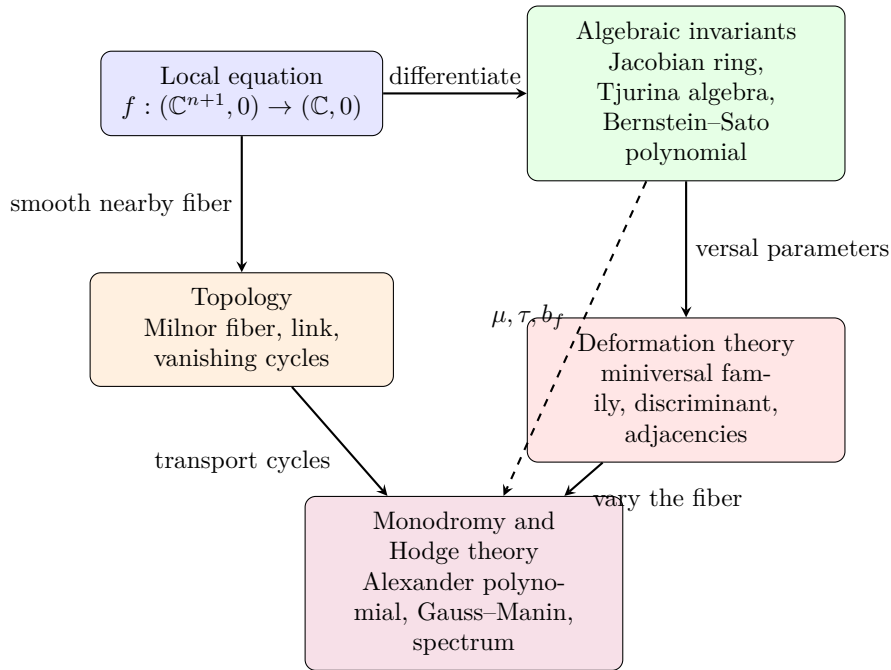 Local equation
f : (ℂⁿ⁺¹, 0) → (ℂ, 0)
differentiate
Algebraic invariants
Jacobian ring,
Tjurina algebra,
Bernstein–Sato
polynomial
smooth nearby fiber
versal parameters
Topology
Milnor fiber, link,
vanishing cycles
μ, τ, b_f
Deformation theory
miniversal fam-
ily, discriminant,
adjacencies
transport cycles
vary the fiber
Monodromy and
Hodge theory
Alexander polyno-
mial, Gauss–Manin,
spectrum